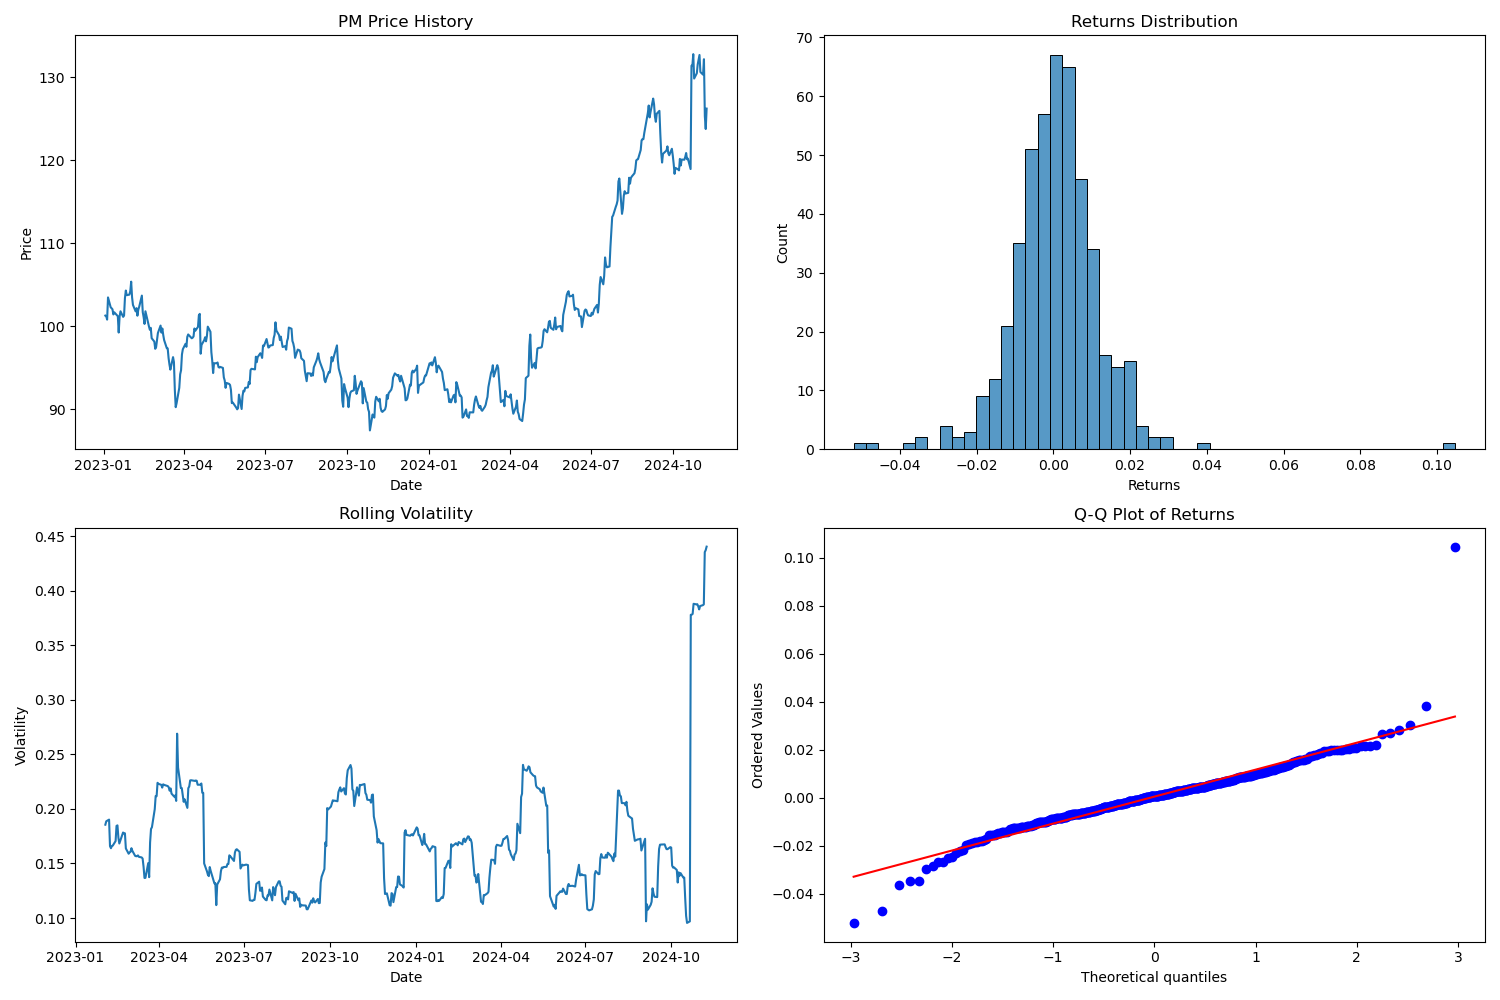 PM Price History
Price
130
120
110
100
90
2023-01 2023-04 2023-07 2023-10 2024-01 2024-04 2024-07 2024-10
Date
Returns Distribution
Count
70
60
50
40
30
20
10
0
−0.04 −0.02 0.00 0.02 0.04 0.06 0.08 0.10
Returns
Rolling Volatility
Volatility
0.45
0.40
0.35
0.30
0.25
0.20
0.15
0.10
2023-01 2023-04 2023-07 2023-10 2024-01 2024-04 2024-07 2024-10
Date
Q-Q Plot of Returns
Ordered Values
0.10
0.08
0.06
0.04
0.02
0.00
−0.02
−0.04
−3 −2 −1 0 1 2 3
Theoretical quantiles